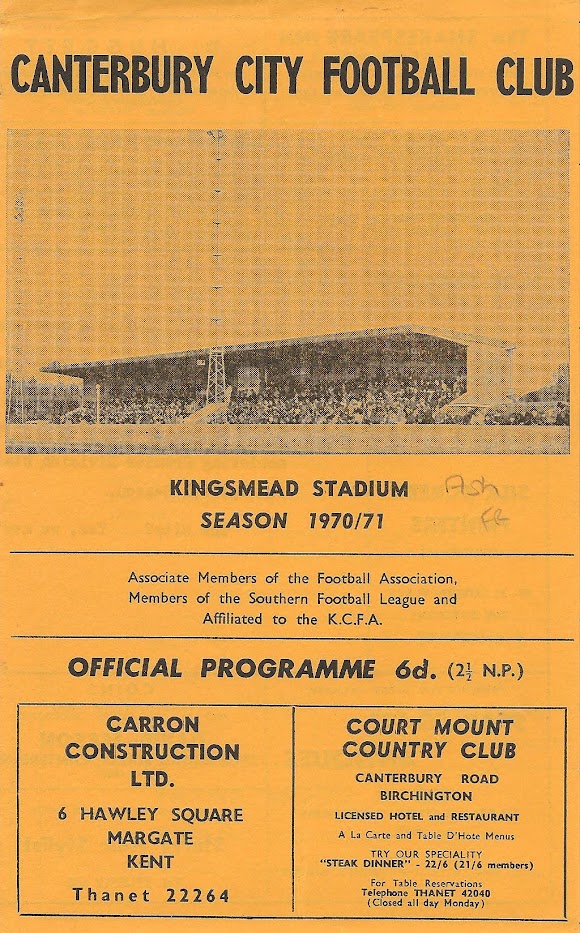 CANTERBURY CITY FOOTBALL CLUB
KINGSMEAD STADIUM
Ash
SEASON 1970/71
Associate Members of the Football Association,
Members of the Southern Football League and
Affiliated to the K.C.F.A.
OFFICIAL PROGRAMME 6d. (2½ N.P.)
CARRON
CONSTRUCTION
LTD.
6 HAWLEY SQUARE
MARGATE
KENT
Thanet 22264
COURT MOUNT
COUNTRY CLUB
CANTERBURY ROAD
BIRCHINGTON
LICENSED HOTEL and RESTAURANT
A La Carte and Table D'Hote Menus
TRY OUR SPECIALITY
"STEAK DINNER" - 22/6 (21/6 members)
For Table Reservations
Telephone THANET 42040
(Closed all day Monday)